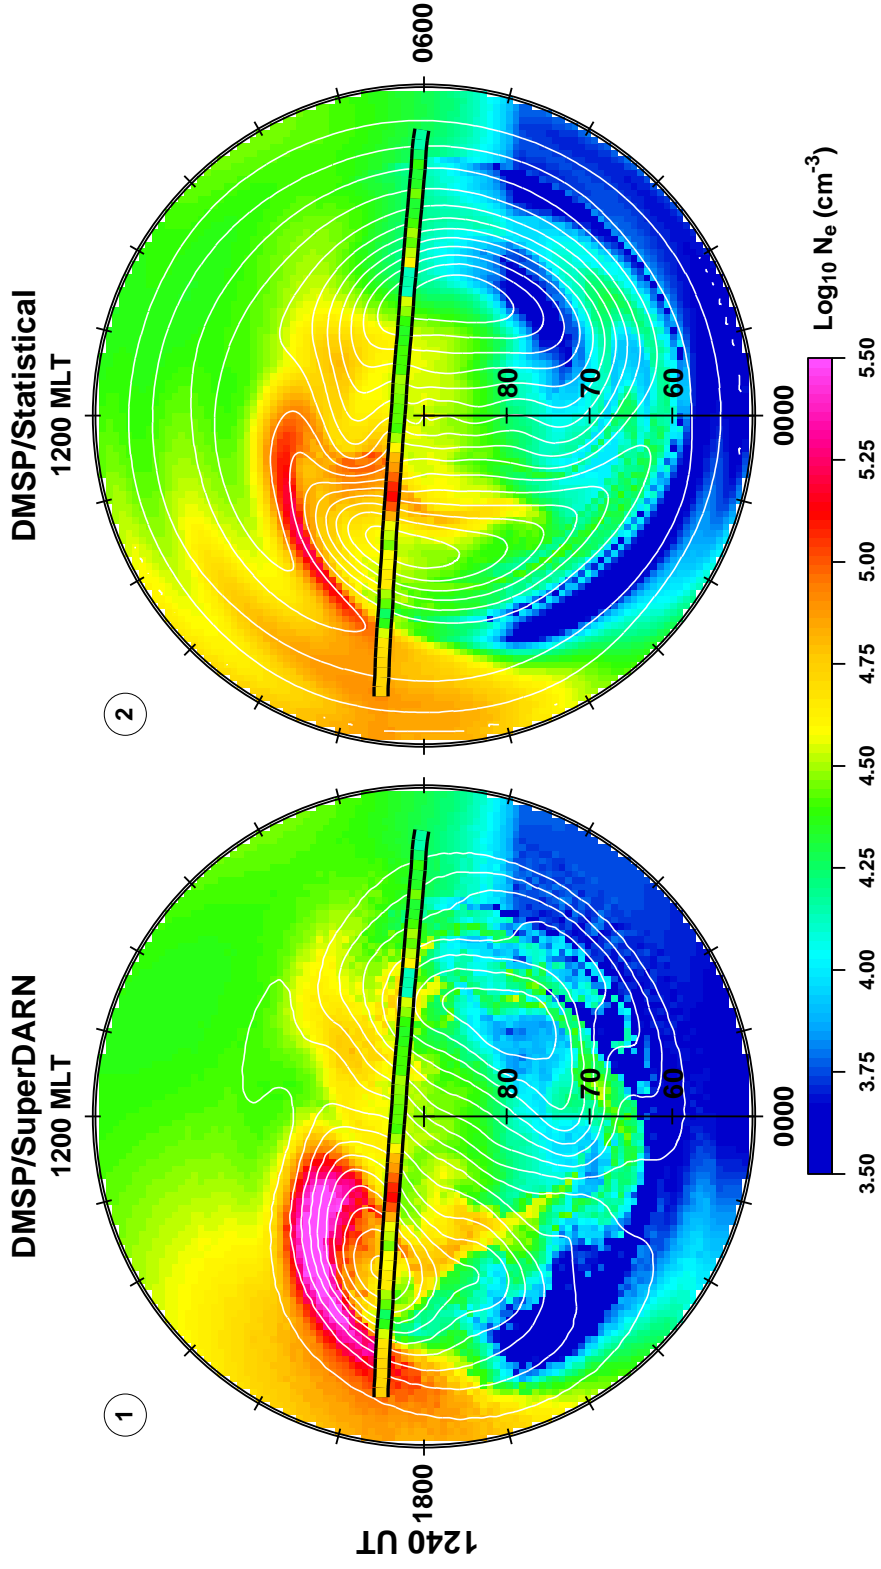 DMSP/SuperDARN
1200 MLT
DMSP/Statistical
1200 MLT
1
2
1240 UT
1800
0600
80
70
60
0000
80
70
60
0000
3.50 3.75 4.00 4.25 4.50 4.75 5.00 5.25 5.50
Log10 Ne (cm-3)